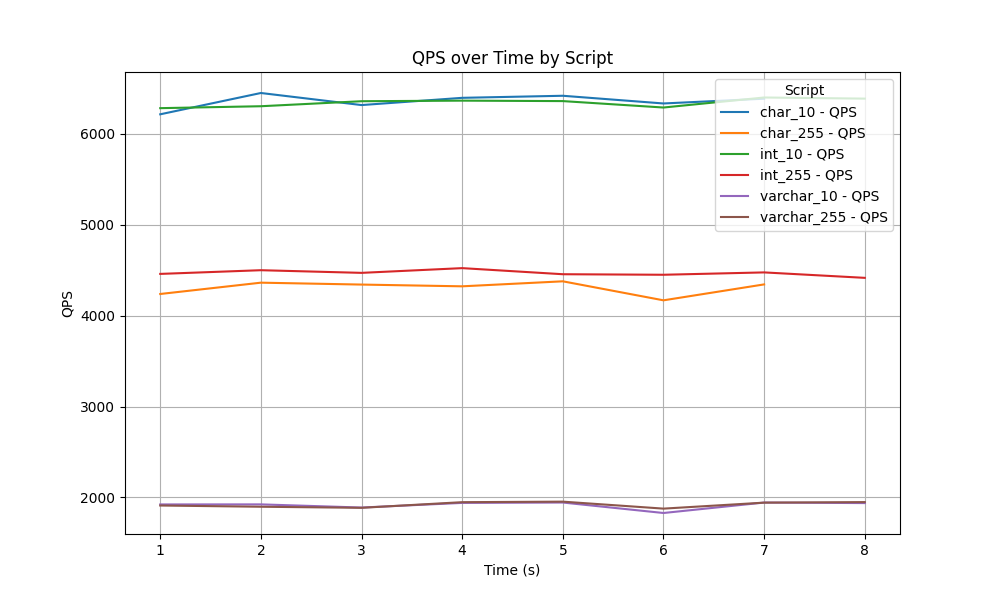 QPS over Time by Script
Script
char_10 - QPS
char_255 - QPS
int_10 - QPS
int_255 - QPS
varchar_10 - QPS
varchar_255 - QPS
QPS
6000
5000
4000
3000
2000
1 2 3 4 5 6 7 8
Time (s)